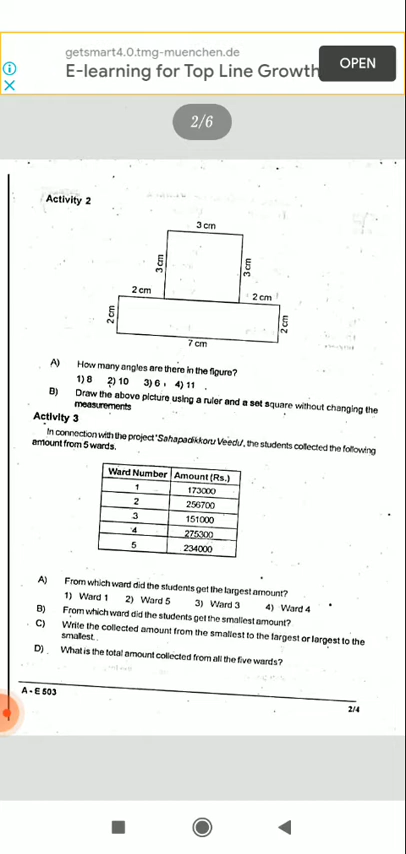 getsmart4.0.tmg-muenchen.de
E-learning for Top Line Growth
OPEN
2/6
Activity 2
3 cm
3 cm
3 cm
2 cm
2 cm
2 cm
2 cm
7 cm
A) How many angles are there in the figure?
1) 8 2) 10 3) 6 4) 11
B) Draw the above picture using a ruler and a set square without changing the
measurements
Activity 3
In connection with the project 'Sahapadikkoru Veedu', the students collected the following
amount from 5 wards.
Ward Number Amount (Rs.)
1 173000
2 256700
3 151000
4 275300
5 234000
A) From which ward did the students get the largest amount?
1) Ward 1 2) Ward 5 3) Ward 3 4) Ward 4
B) From which ward did the students get the smallest amount?
C) Write the collected amount from the smallest to the largest or largest to the
smallest.
D) What is the total amount collected from all the five wards?
A - E 503
2/4